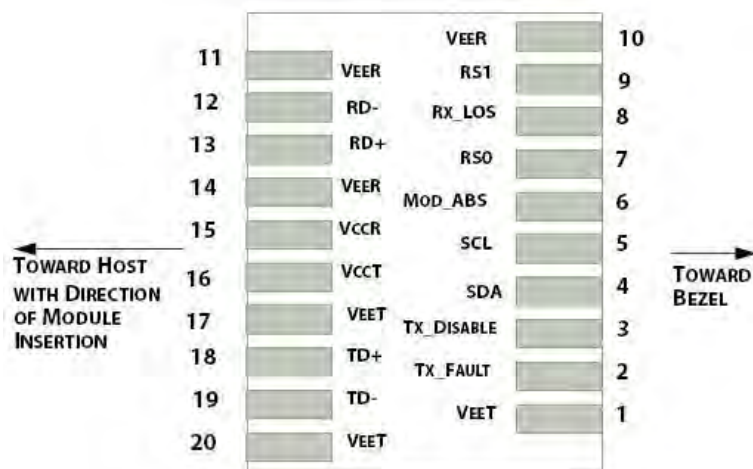 VEER 10
11 VEER
RS1 9
12 RD-
RX_LOS 8
13 RD+
RS0 7
14 VEER
MOD_ABS 6
15 VCCR
SCL 5
16 VCCT
SDA 4
17 VEET
TX_DISABLE 3
18 TD+
TX_FAULT 2
19 TD-
VEET 1
20 VEET
TOWARD HOST
WITH DIRECTION
OF MODULE
INSERTION
TOWARD
BEZEL